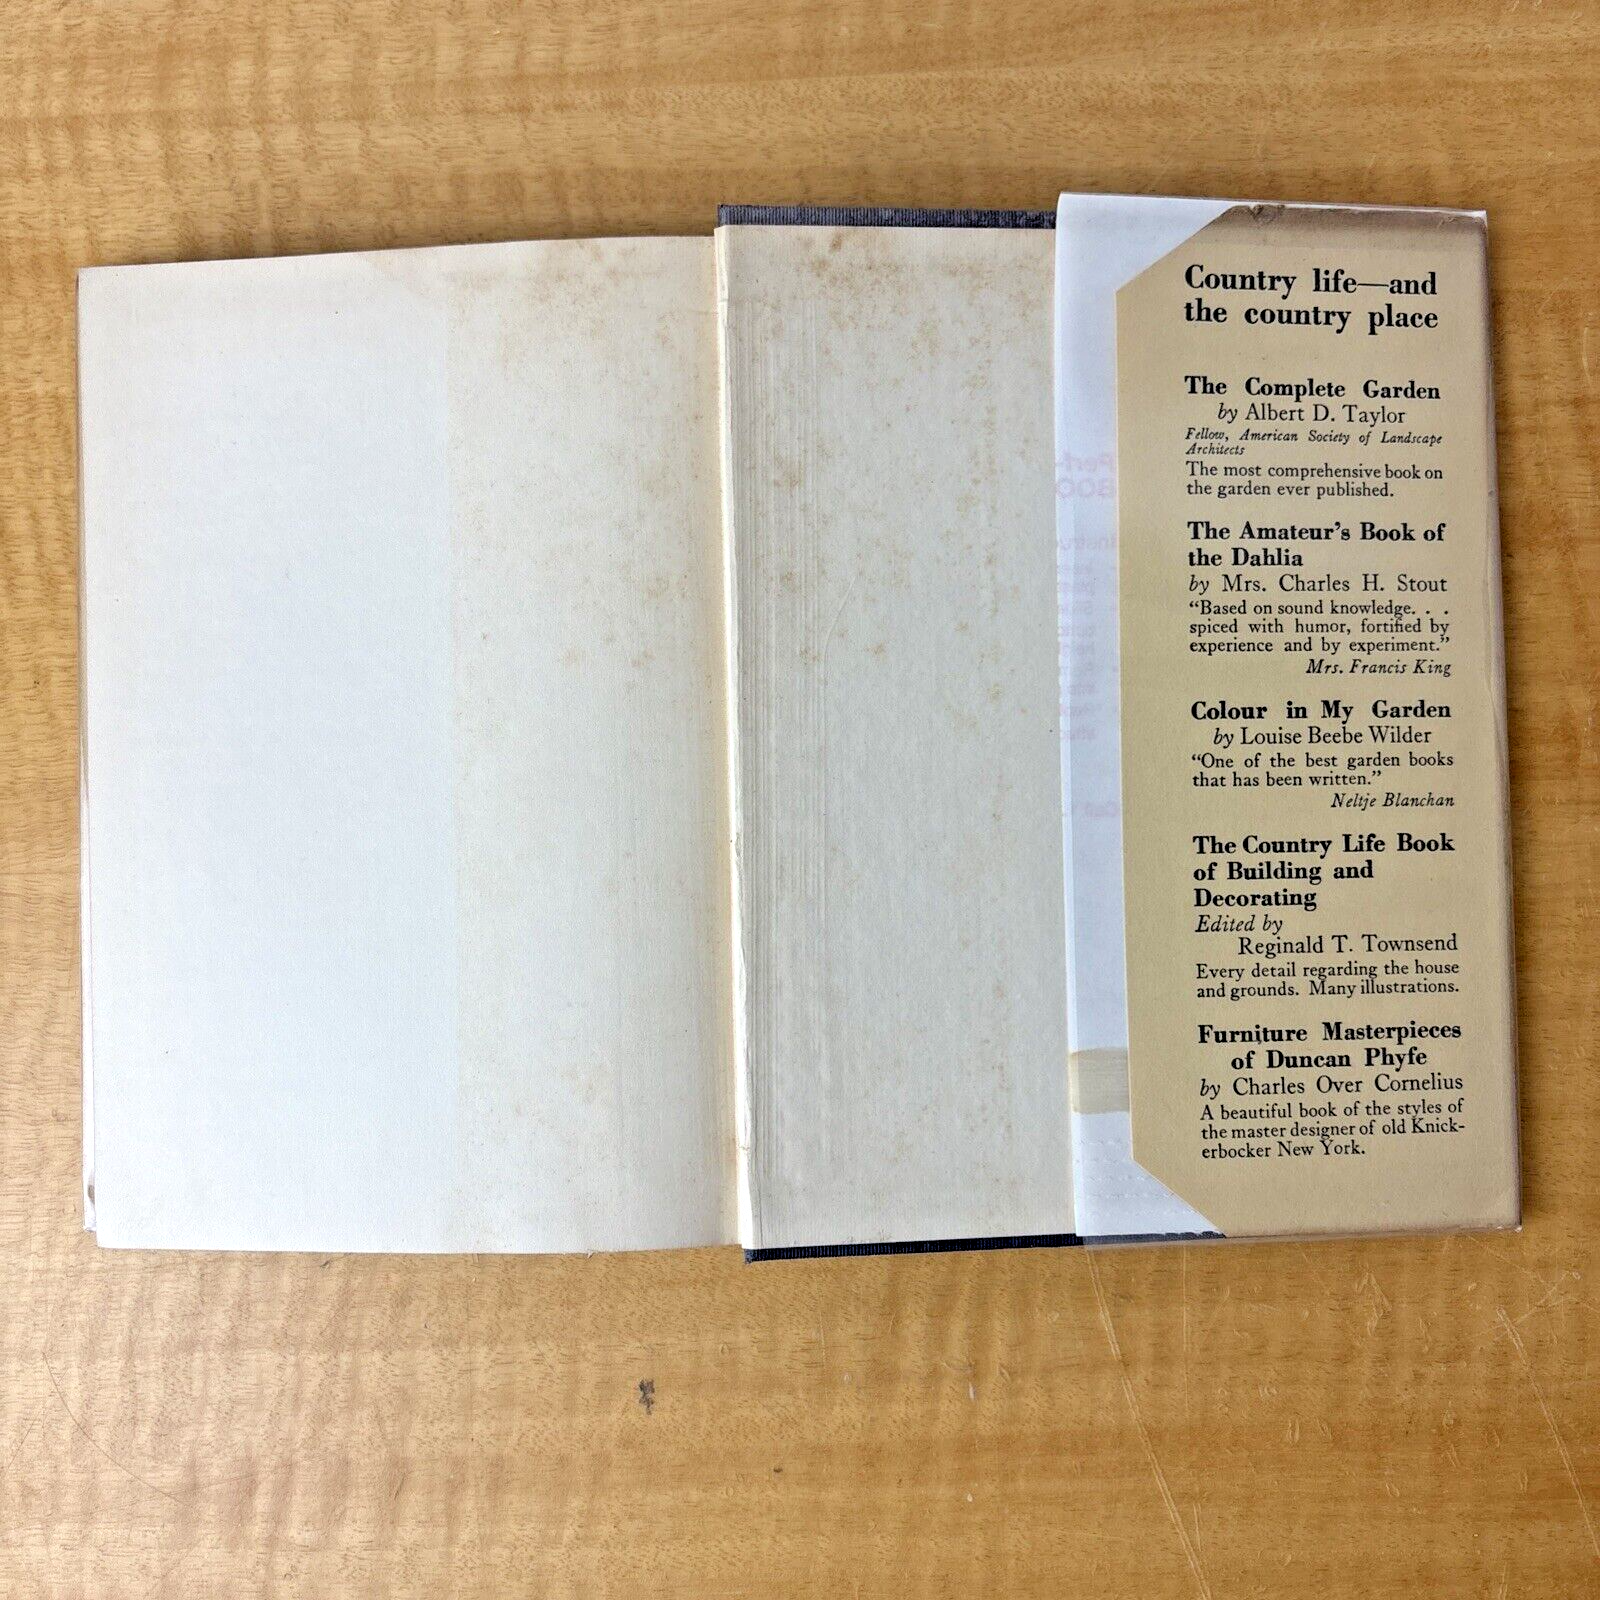 Country life—and
the country place
The Complete Garden
by Albert D. Taylor
Fellow, American Society of Landscape
Architects
The most comprehensive book on
the garden ever published.
The Amateur's Book of
the Dahlia
by Mrs. Charles H. Stout
“Based on sound knowledge. . .
spiced with humor, fortified by
experience and by experiment.”
Mrs. Francis King
Colour in My Garden
by Louise Beebe Wilder
“One of the best garden books
that has been written.”
Neltje Blanchan
The Country Life Book
of Building and
Decorating
Edited by
Reginald T. Townsend
Every detail regarding the house
and grounds. Many illustrations.
Furniture Masterpieces
of Duncan Phyfe
by Charles Over Cornelius
A beautiful book of the styles of
the master designer of old Knick-
erbocker New York.